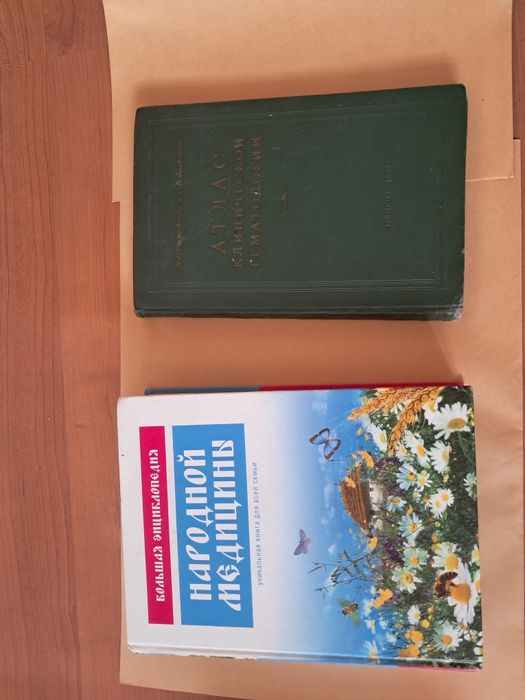 АТЛАС
КЛИНИЧЕСКОЙ
ГЕМАТОЛОГИИ
БОЛЬШАЯ ЭНЦИКЛОПЕДИЯ
НАРОДНОЙ
МЕДИЦИНЫ
уникальная книга для всей семьи